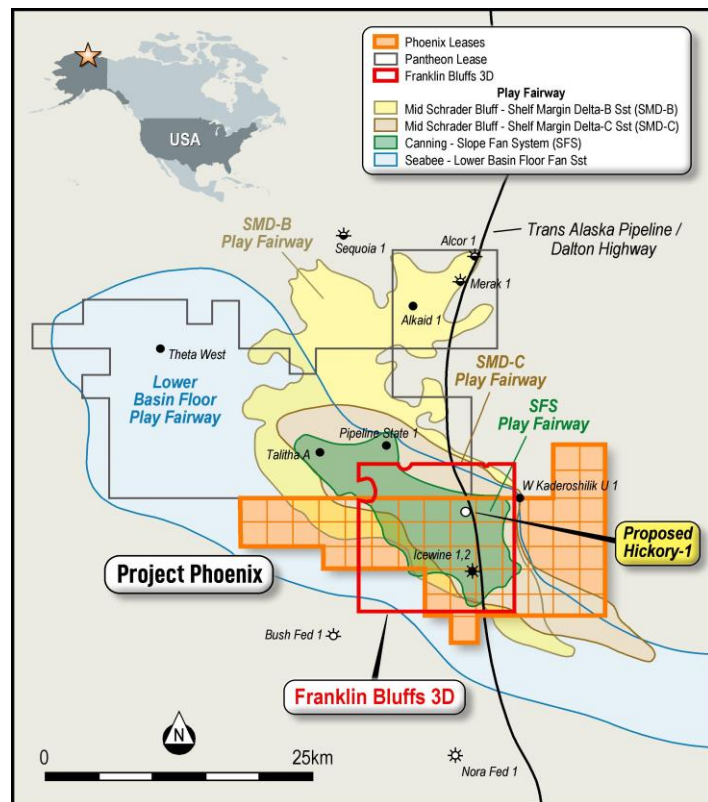 USA
Phoenix Leases
Pantheon Lease
Franklin Bluffs 3D
Play Fairway
Mid Schrader Bluff - Shelf Margin Delta-B Sst (SMD-B)
Mid Schrader Bluff - Shelf Margin Delta-C Sst (SMD-C)
Canning - Slope Fan System (SFS)
Seabee - Lower Basin Floor Fan Sst
SMD-B
Play Fairway
Sequoia 1
Alcor 1
Trans Alaska Pipeline /
Dalton Highway
Merak 1
Alkaid 1
Theta West
Lower
Basin Floor
Play Fairway
SMD-C
Play Fairway
SFS
Play Fairway
Pipeline State 1
Talitha A
W Kaderoshilik U 1
Proposed
Hickory-1
Icewine 1,2
Project Phoenix
Bush Fed 1
Franklin Bluffs 3D
N
0
25km
Nora Fed 1